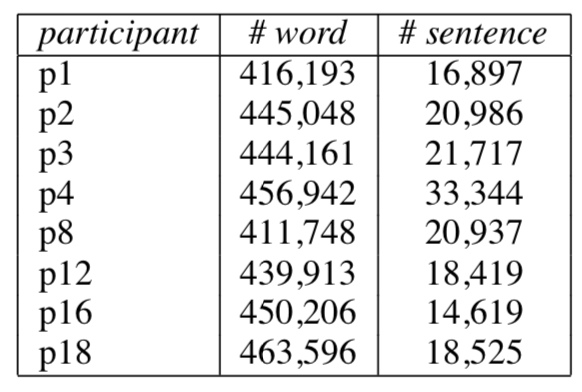 participant # word # sentence
p1 416,193 16,897
p2 445,048 20,986
p3 444,161 21,717
p4 456,942 33,344
p8 411,748 20,937
p12 439,913 18,419
p16 450,206 14,619
p18 463,596 18,525